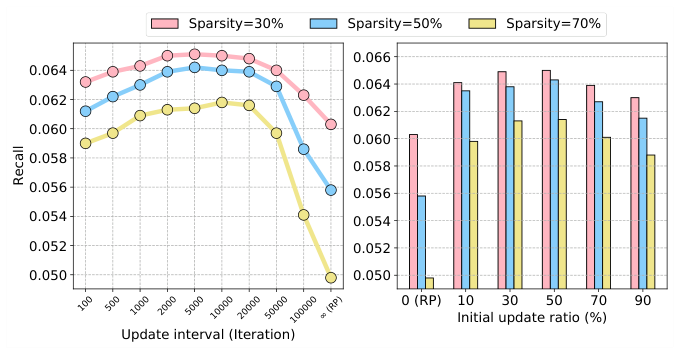 Sparsity=30% Sparsity=50% Sparsity=70%
Recall
0.064
0.062
0.060
0.058
0.056
0.054
0.052
0.050
100 500 1000 2000 5000 10000 20000 50000 100000 ∞ (RP)
Update interval (Iteration)
0.066
0.064
0.062
0.060
0.058
0.056
0.054
0.052
0.050
0 (RP) 10 30 50 70 90
Initial update ratio (%)